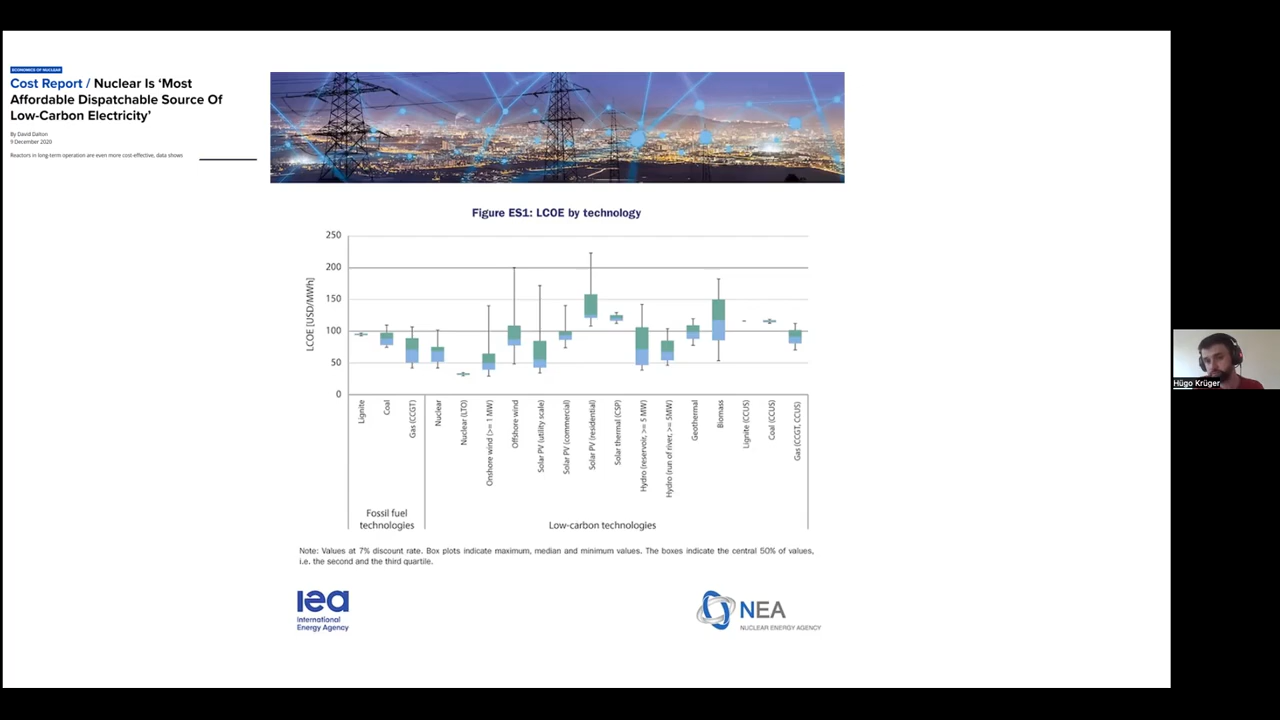 ECONOMICS OF NUCLEAR
Cost Report / Nuclear Is ‘Most
Affordable Dispatchable Source Of
Low-Carbon Electricity’
By David Dalton
9 December 2020
Reactors in long-term operation are even more cost-effective, data shows
Figure ES1: LCOE by technology
LCOE [USD/MWh]
250
200
150
100
50
0
Lignite
Coal
Gas (CCGT)
Nuclear
Nuclear (LTO)
Onshore wind (>= 1 MW)
Offshore wind
Solar PV (utility scale)
Solar PV (commercial)
Solar PV (residential)
Solar thermal (CSP)
Hydro (reservoir, >= 5 MW)
Hydro (run of river, >= 5MW)
Geothermal
Biomass
Lignite (CCUS)
Coal (CCUS)
Gas (CCGT, CCUS)
Fossil fuel
technologies
Low-carbon technologies
Note: Values at 7% discount rate. Box plots indicate maximum, median and minimum values. The boxes indicate the central 50% of values,
i.e. the second and the third quartile.
iea
International
Energy Agency
NEA
NUCLEAR ENERGY AGENCY
Hügo Krüger